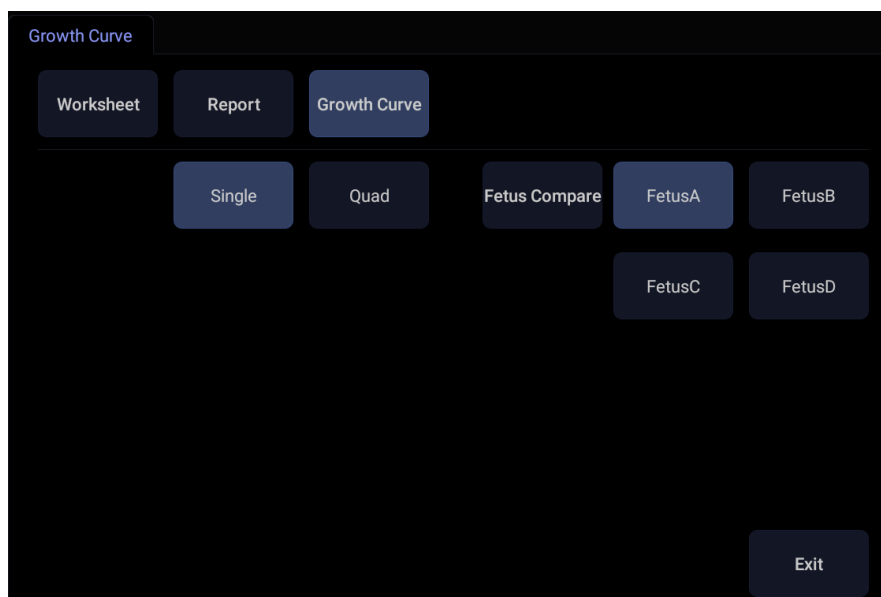 Growth Curve
Worksheet Report Growth Curve
Single Quad Fetus Compare FetusA FetusB
FetusC FetusD
Exit